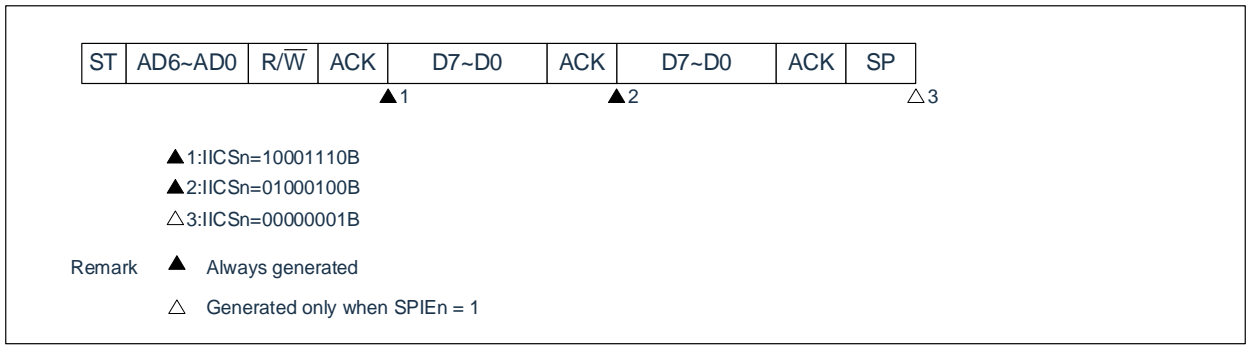 ST AD6~AD0 R/W̅ ACK D7~D0 ACK D7~D0 ACK SP
▲1 ▲2 △3
▲1:IICSn=10001110B
▲2:IICSn=01000100B
△3:IICSn=00000001B
Remark ▲ Always generated
△ Generated only when SPIEn = 1